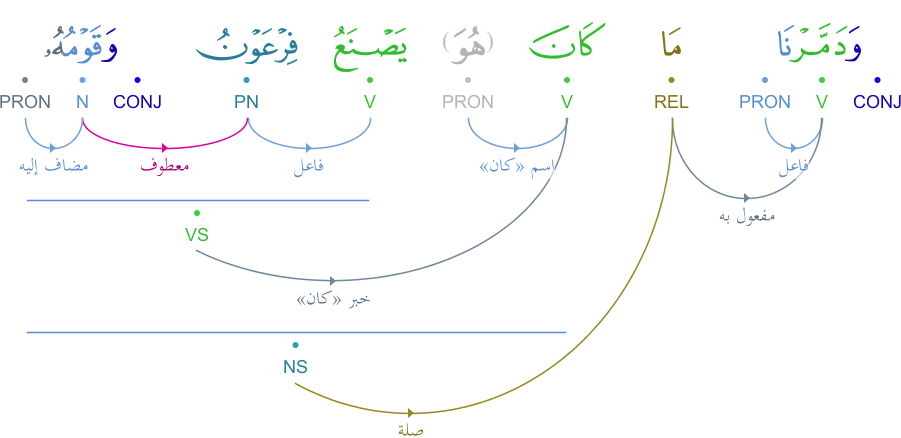 وَدَمَّرْنَا مَا كَانَ (هُوَ) يَصْنَعُ فِرْعَوْنُ وَقَوْمُهُۥ
CONJ V PRON REL V PRON V PN CONJ N PRON
فاعل اسم «كان» فاعل معطوف مضاف إليه
مفعول به
VS
خبر «كان»
NS
صلة